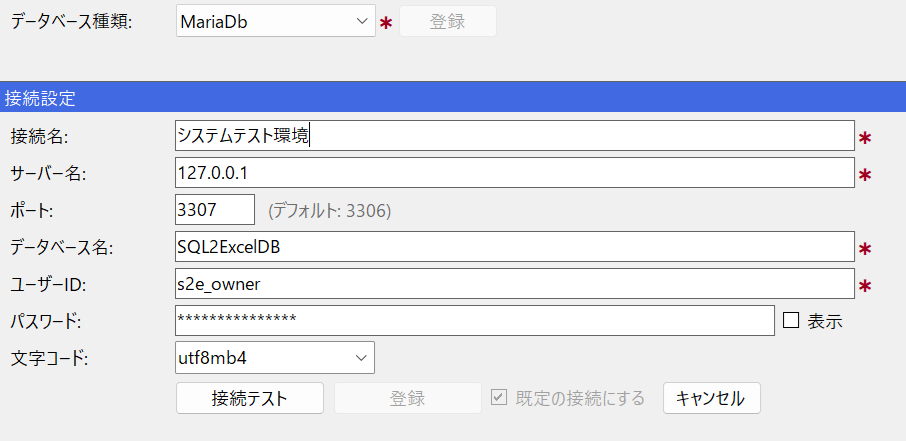 データベース種類: MariaDb * 登録
接続設定
接続名: システムテスト環境 *
サーバー名: 127.0.0.1 *
ポート: 3307 (デフォルト: 3306)
データベース名: SQL2ExcelDB *
ユーザーID: s2e_owner *
パスワード: *************** 表示
文字コード: utf8mb4
接続テスト 登録 既定の接続にする キャンセル